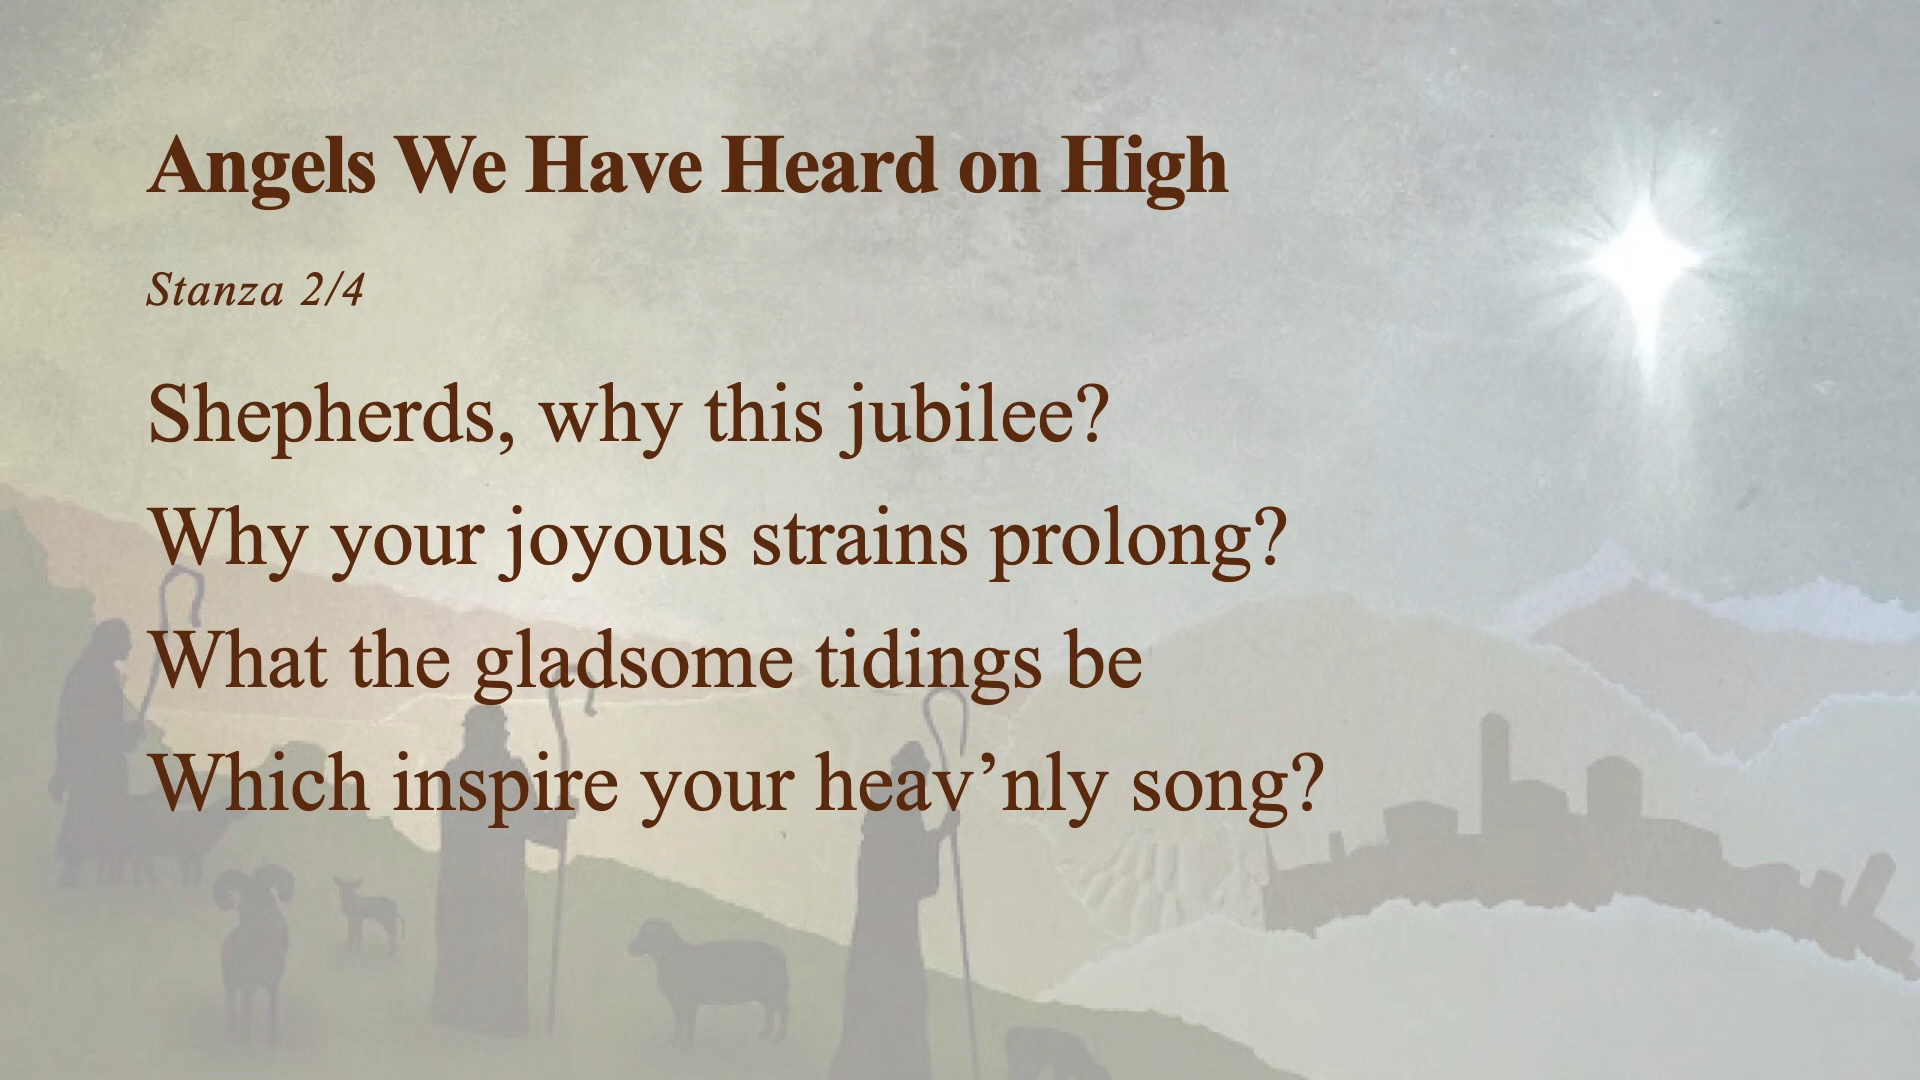 Angels We Have Heard on High
Stanza 2/4
Shepherds, why this jubilee?
Why your joyous strains prolong?
What the gladsome tidings be
Which inspire your heav’nly song?